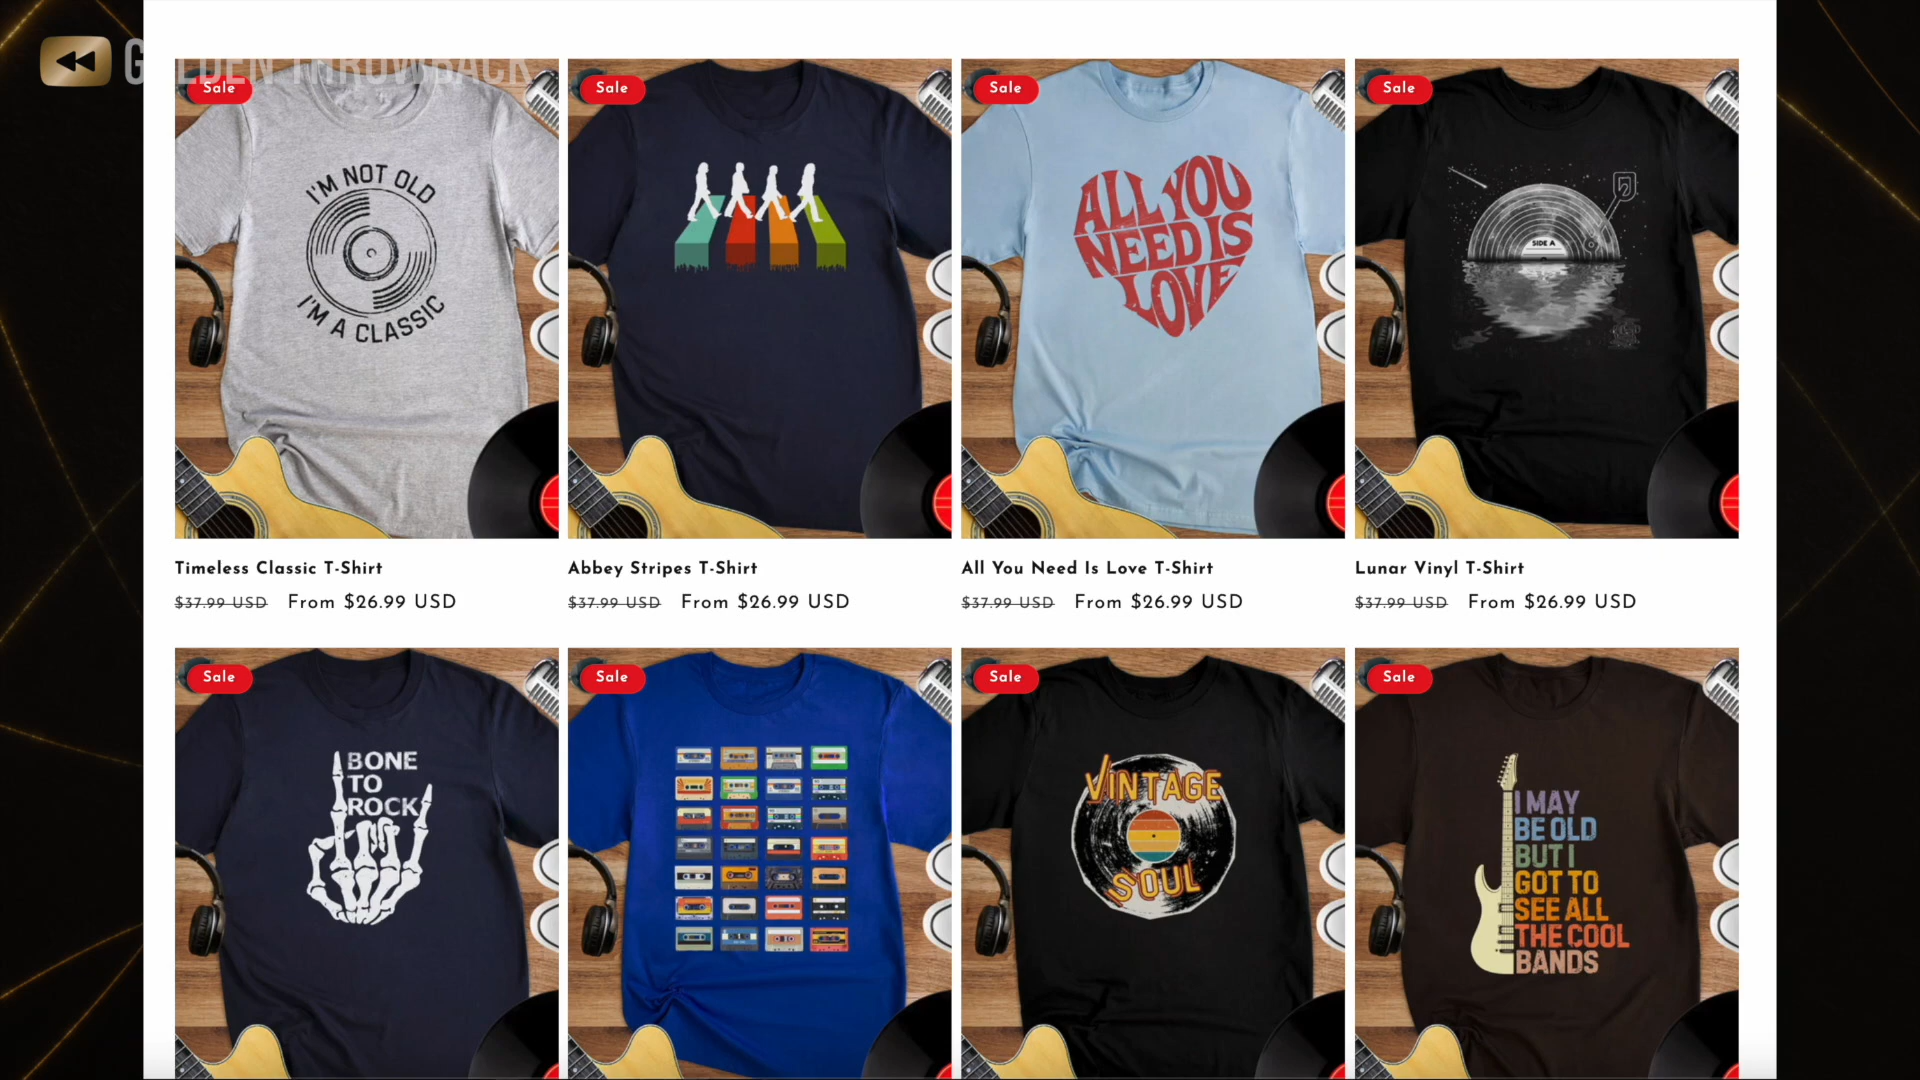 GOLDEN THROWBACK
Sale
Sale
Sale
Sale
I'M NOT OLD
I'M A CLASSIC
ALL YOU
NEED IS
LOVE
SIDE A
Timeless Classic T-Shirt
$37.99 USD From $26.99 USD
Abbey Stripes T-Shirt
$37.99 USD From $26.99 USD
All You Need Is Love T-Shirt
$37.99 USD From $26.99 USD
Lunar Vinyl T-Shirt
$37.99 USD From $26.99 USD
Sale
Sale
Sale
Sale
BONE
TO
ROCK
VINTAGE
SOUL
I MAY
BE OLD
BUT I
GOT TO
SEE ALL
THE COOL
BANDS